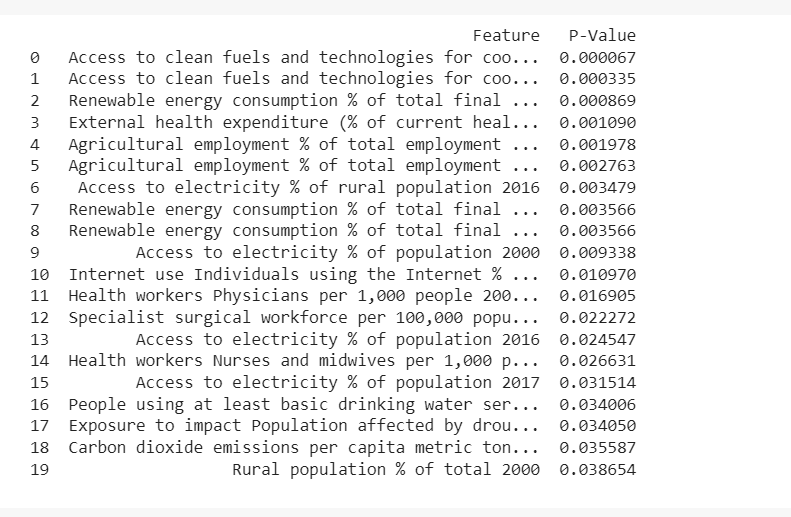 Feature P-Value
0 Access to clean fuels and technologies for coo... 0.000067
1 Access to clean fuels and technologies for coo... 0.000335
2 Renewable energy consumption % of total final ... 0.000869
3 External health expenditure (% of current heal... 0.001090
4 Agricultural employment % of total employment ... 0.001978
5 Agricultural employment % of total employment ... 0.002763
6 Access to electricity % of rural population 2016 0.003479
7 Renewable energy consumption % of total final ... 0.003566
8 Renewable energy consumption % of total final ... 0.003566
9 Access to electricity % of population 2000 0.009338
10 Internet use Individuals using the Internet % ... 0.010970
11 Health workers Physicians per 1,000 people 200... 0.016905
12 Specialist surgical workforce per 100,000 popu... 0.022272
13 Access to electricity % of population 2016 0.024547
14 Health workers Nurses and midwives per 1,000 p... 0.026631
15 Access to electricity % of population 2017 0.031514
16 People using at least basic drinking water ser... 0.034006
17 Exposure to impact Population affected by drou... 0.034050
18 Carbon dioxide emissions per capita metric ton... 0.035587
19 Rural population % of total 2000 0.038654